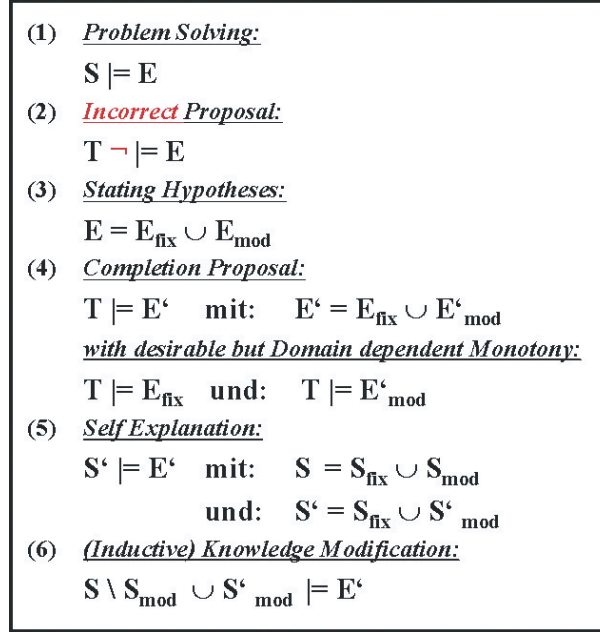 (1) Problem Solving:
S |= E
(2) Incorrect Proposal:
T ¬ |= E
(3) Stating Hypotheses:
E = E_fix ∪ E_mod
(4) Completion Proposal:
T |= E‘ mit: E‘ = E_fix ∪ E‘_mod
with desirable but Domain dependent Monotony:
T |= E_fix und: T |= E‘_mod
(5) Self Explanation:
S‘ |= E‘ mit: S = S_fix ∪ S_mod
und: S‘ = S_fix ∪ S‘_mod
(6) (Inductive) Knowledge Modification:
S \ S_mod ∪ S‘_mod |= E‘